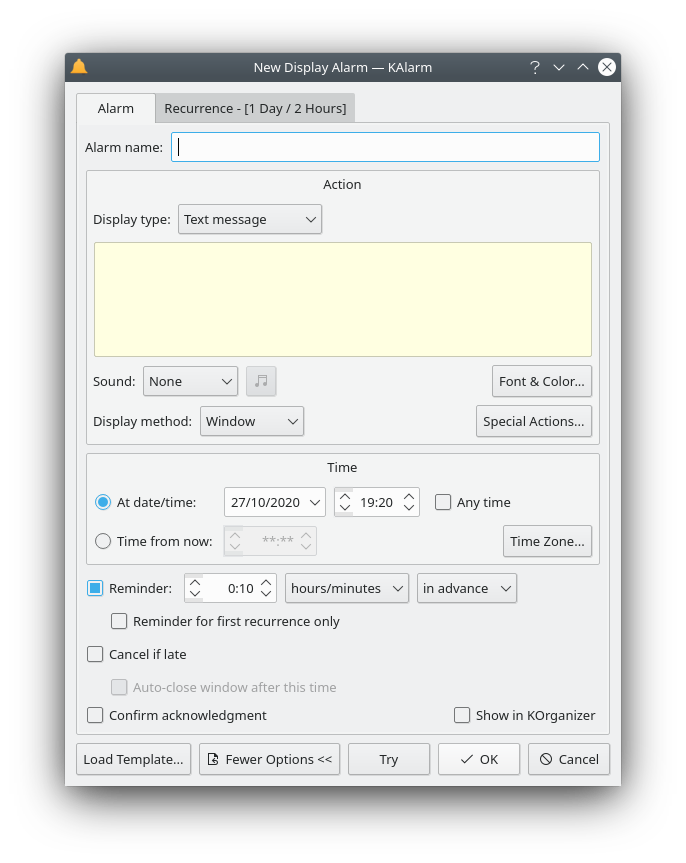 New Display Alarm — KAlarm
Alarm Recurrence - [1 Day / 2 Hours]
Alarm name:
Action
Display type: Text message
Sound: None Font & Color...
Display method: Window Special Actions...
Time
At date/time: 27/10/2020 19:20 Any time
Time from now: **:** Time Zone...
Reminder: 0:10 hours/minutes in advance
Reminder for first recurrence only
Cancel if late
Auto-close window after this time
Confirm acknowledgment Show in KOrganizer
Load Template... Fewer Options << Try OK Cancel